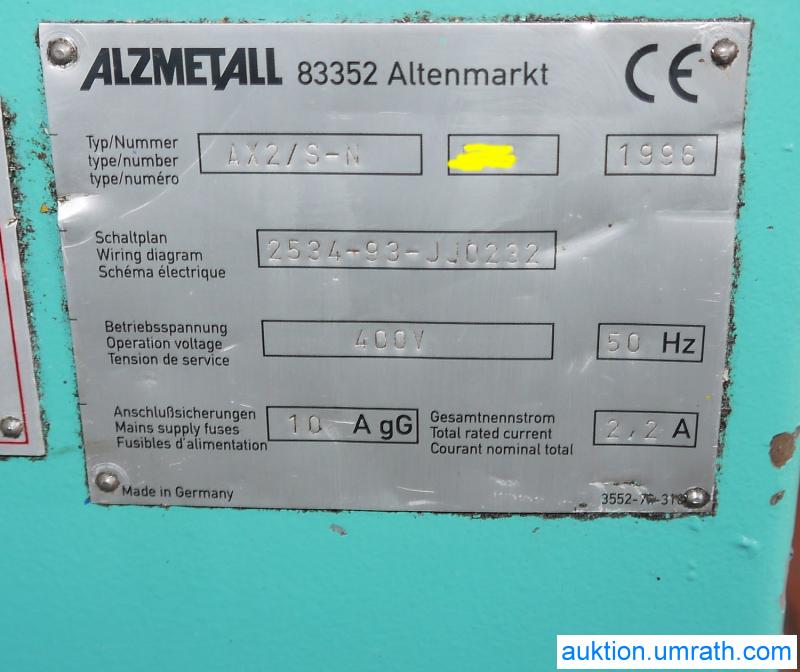 ALZMETALL 83352 Altenmarkt CE
Typ/Nummer
type/number AX2/S-N 1996
type/numéro
Schaltplan
Wiring diagram 2534-93-JJ0232
Schéma électrique
Betriebsspannung
Operation voltage 400V 50 Hz
Tension de service
Anschlußsicherungen
Mains supply fuses 10 A gG
Fusibles d'alimentation
Gesamtnennstrom
Total rated current 2,2 A
Courant nominal total
Made in Germany
auktion.umrath.com